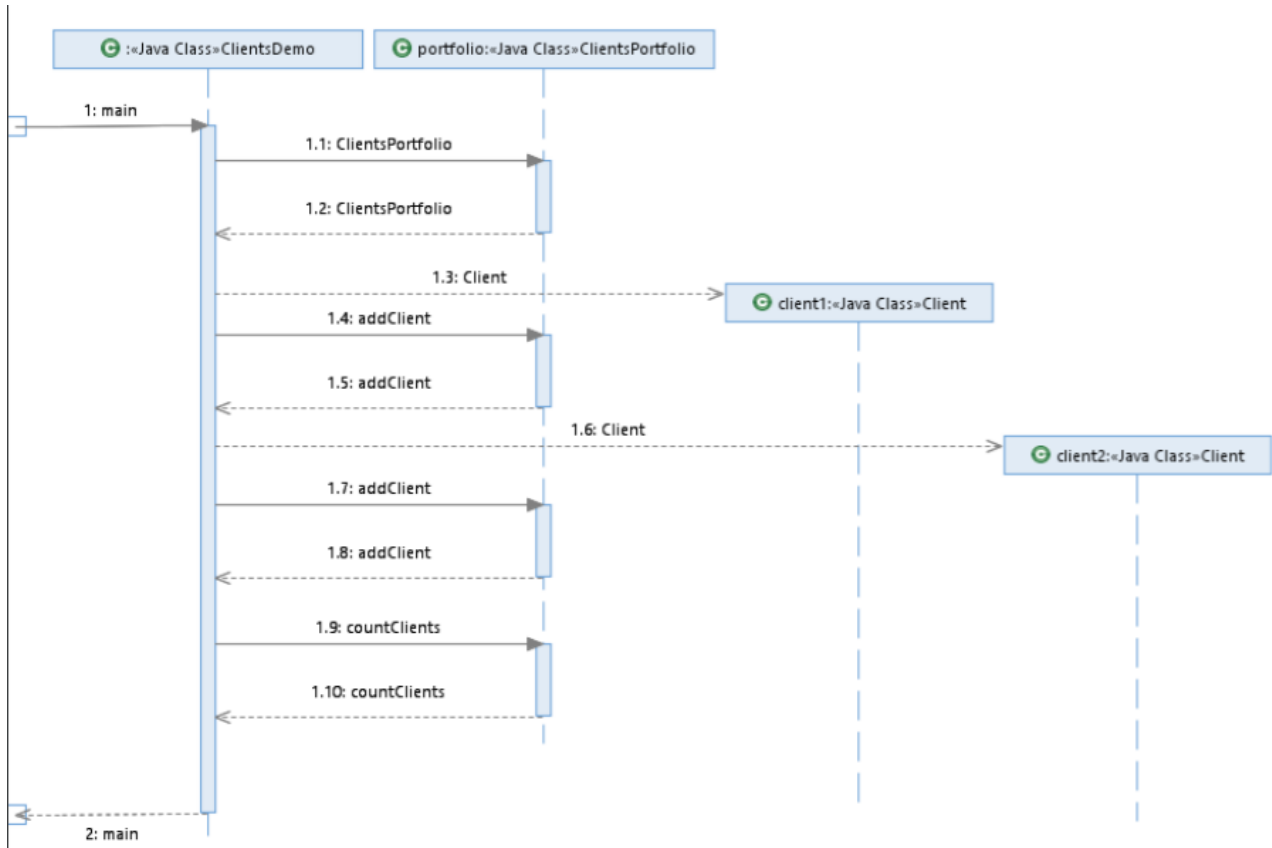 :«Java Class»ClientsDemo
portfolio:«Java Class»ClientsPortfolio
1: main
1.1: ClientsPortfolio
1.2: ClientsPortfolio
1.3: Client
client1:«Java Class»Client
1.4: addClient
1.5: addClient
1.6: Client
client2:«Java Class»Client
1.7: addClient
1.8: addClient
1.9: countClients
1.10: countClients
2: main